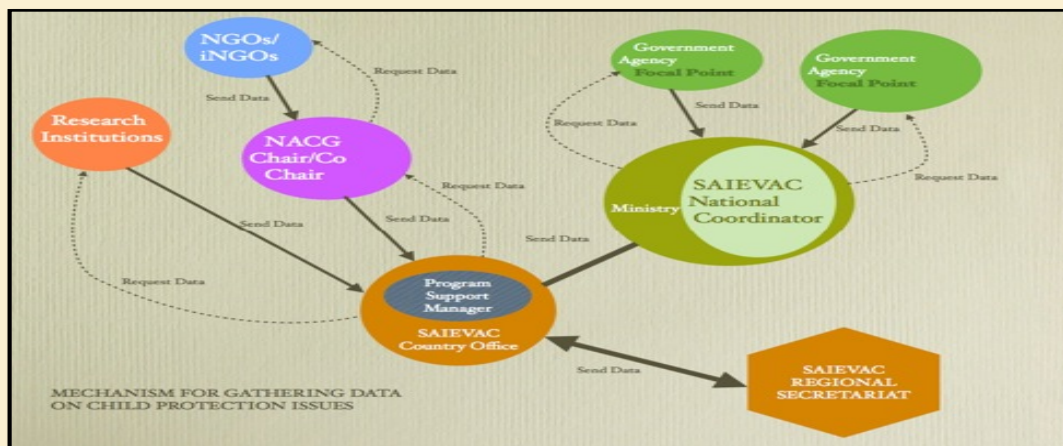 NGOs/
iNGOs
Request Data
Send Data
Research
Institutions
NACG
Chair/Co
Chair
Request Data
Send Data
Send Data
Request Data
Government
Agency
Focal Point
Government
Agency
Focal Point
Send Data
Request Data
Send Data
Request Data
Ministry
SAIEVAC
National
Coordinator
Send Data
Program
Support
Manager
SAIEVAC
Country Office
Send Data
SAIEVAC
REGIONAL
SECRETARIAT
MECHANISM FOR GATHERING DATA
ON CHILD PROTECTION ISSUES